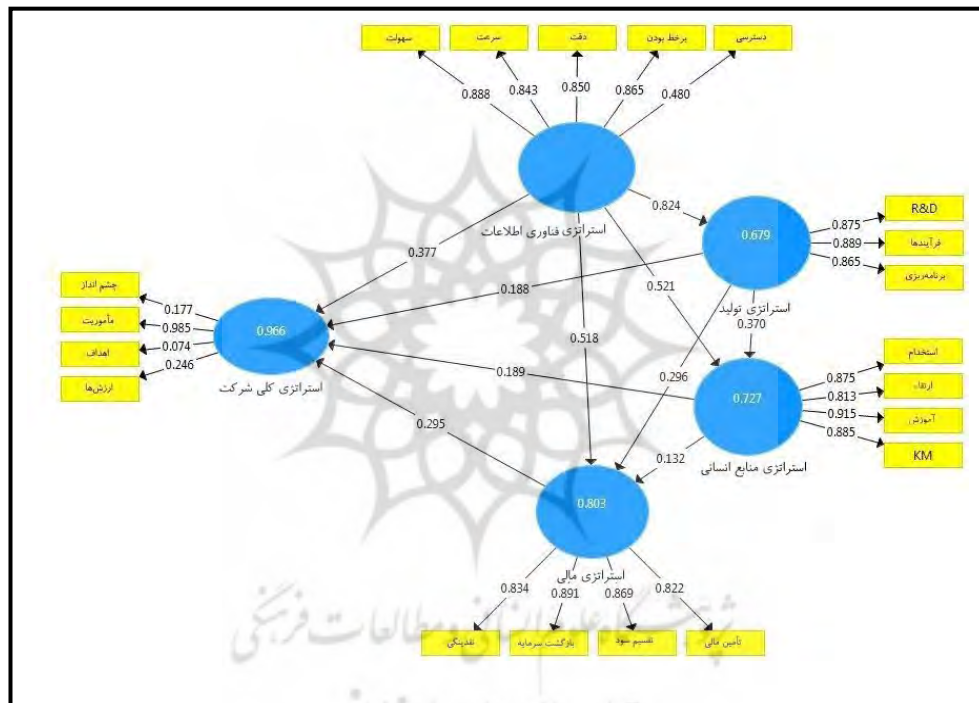 سهولت
سرعت
دقت
برخط بودن
دسترسی
0.888
0.843
0.850
0.865
0.480
استراتژی فناوری اطلاعات
0.824
0.377
0.518
0.521
0.679
استراتژی تولید
0.875
0.889
0.865
R&D
فرآیندها
برنامه‌ریزی
0.188
0.370
0.296
چشم انداز
مأموریت
اهداف
ارزش‌ها
0.177
0.985
0.074
0.246
0.966
استراتژی کلی شرکت
0.189
0.295
0.727
استراتژی منابع انسانی
0.875
0.813
0.915
0.885
استخدام
ارتقاء
آموزش
KM
0.132
0.803
استراتژی مالی
0.834
0.891
0.869
0.822
نقدینگی
بازگشت سرمایه
تقسیم سود
تأمین مالی
پژوهشگاه علوم انسانی و مطالعات فرهنگی